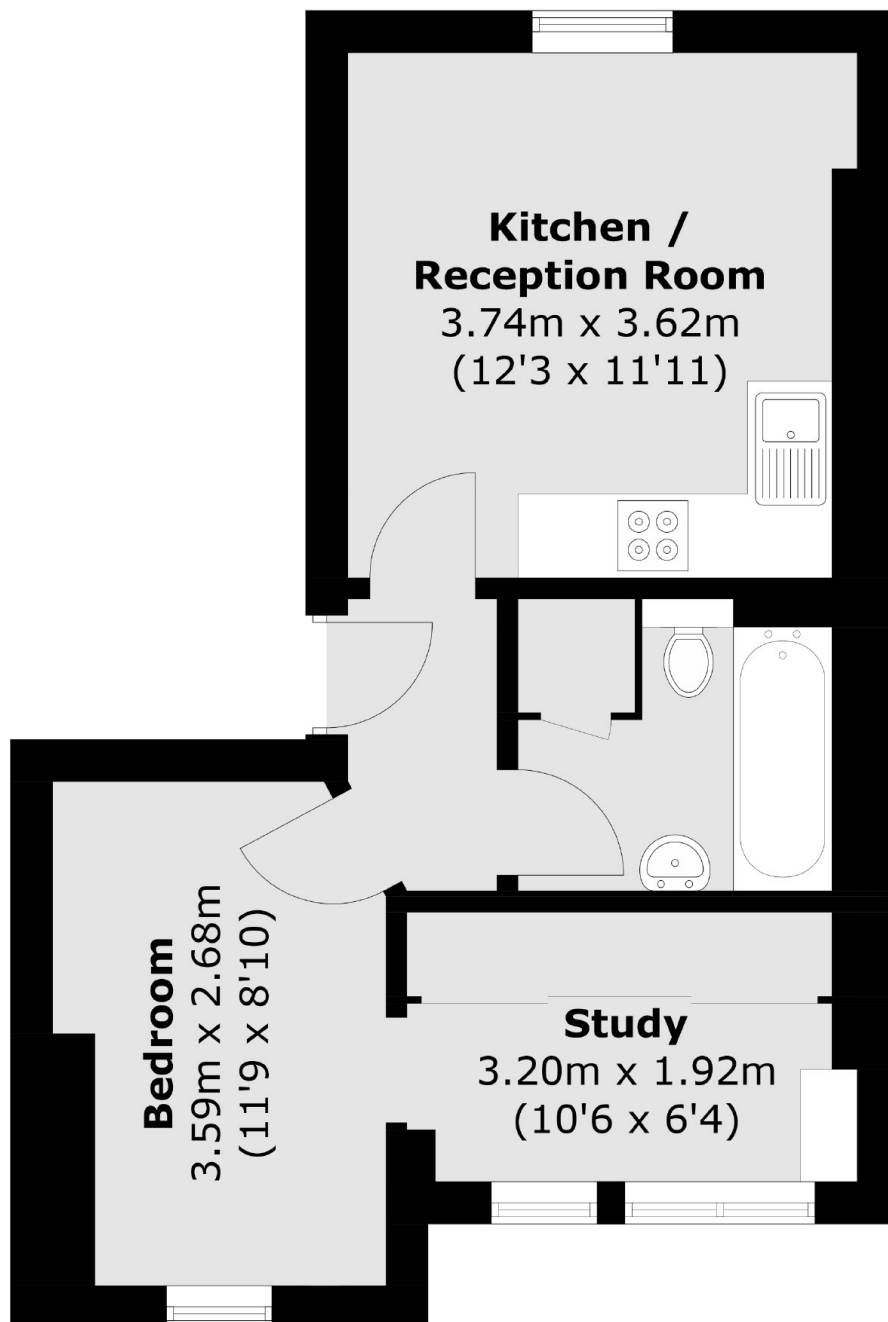 Kitchen /
Reception Room
3.74m x 3.62m
(12'3 x 11'11)
Bedroom
3.59m x 2.68m
(11'9 x 8'10)
Study
3.20m x 1.92m
(10'6 x 6'4)